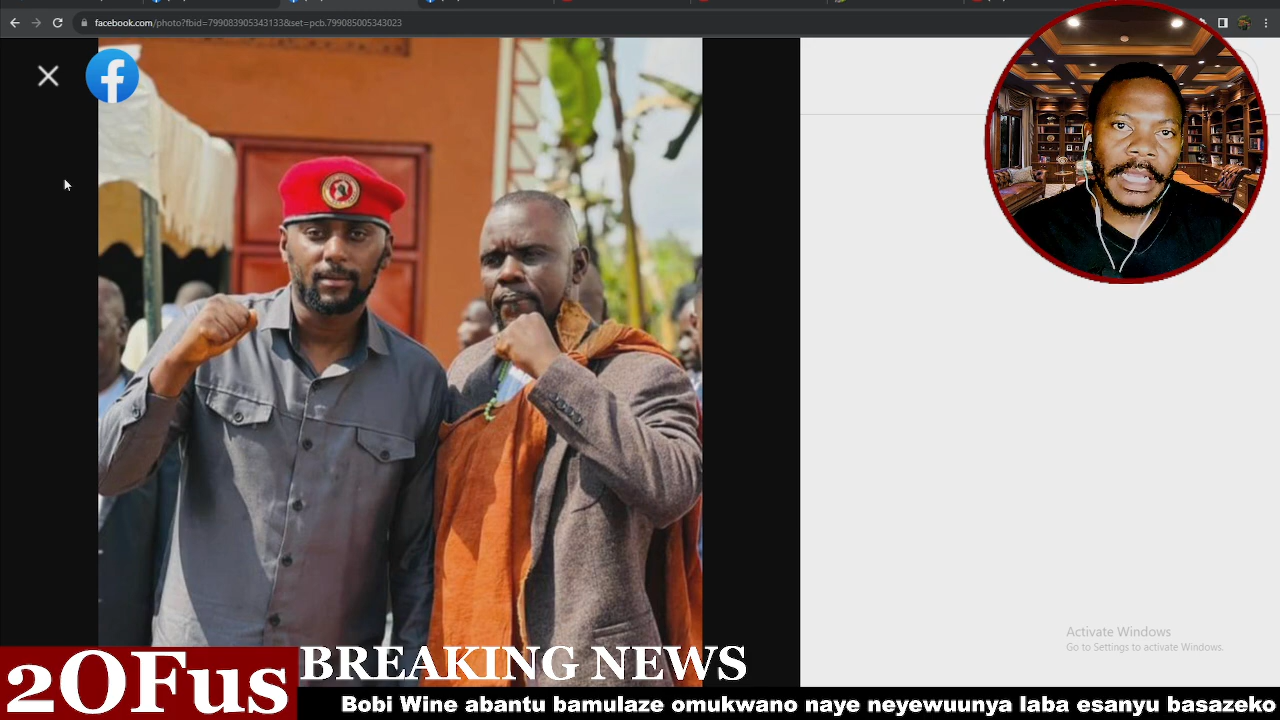 facebook.com/photo?fbid=799083905343133&set=pcb.799085005343023
Activate Windows
Go to Settings to activate Windows.
2OFus
BREAKING NEWS
Bobi Wine abantu bamulaze omukwano naye neyewuunya laba esanyu basazeko